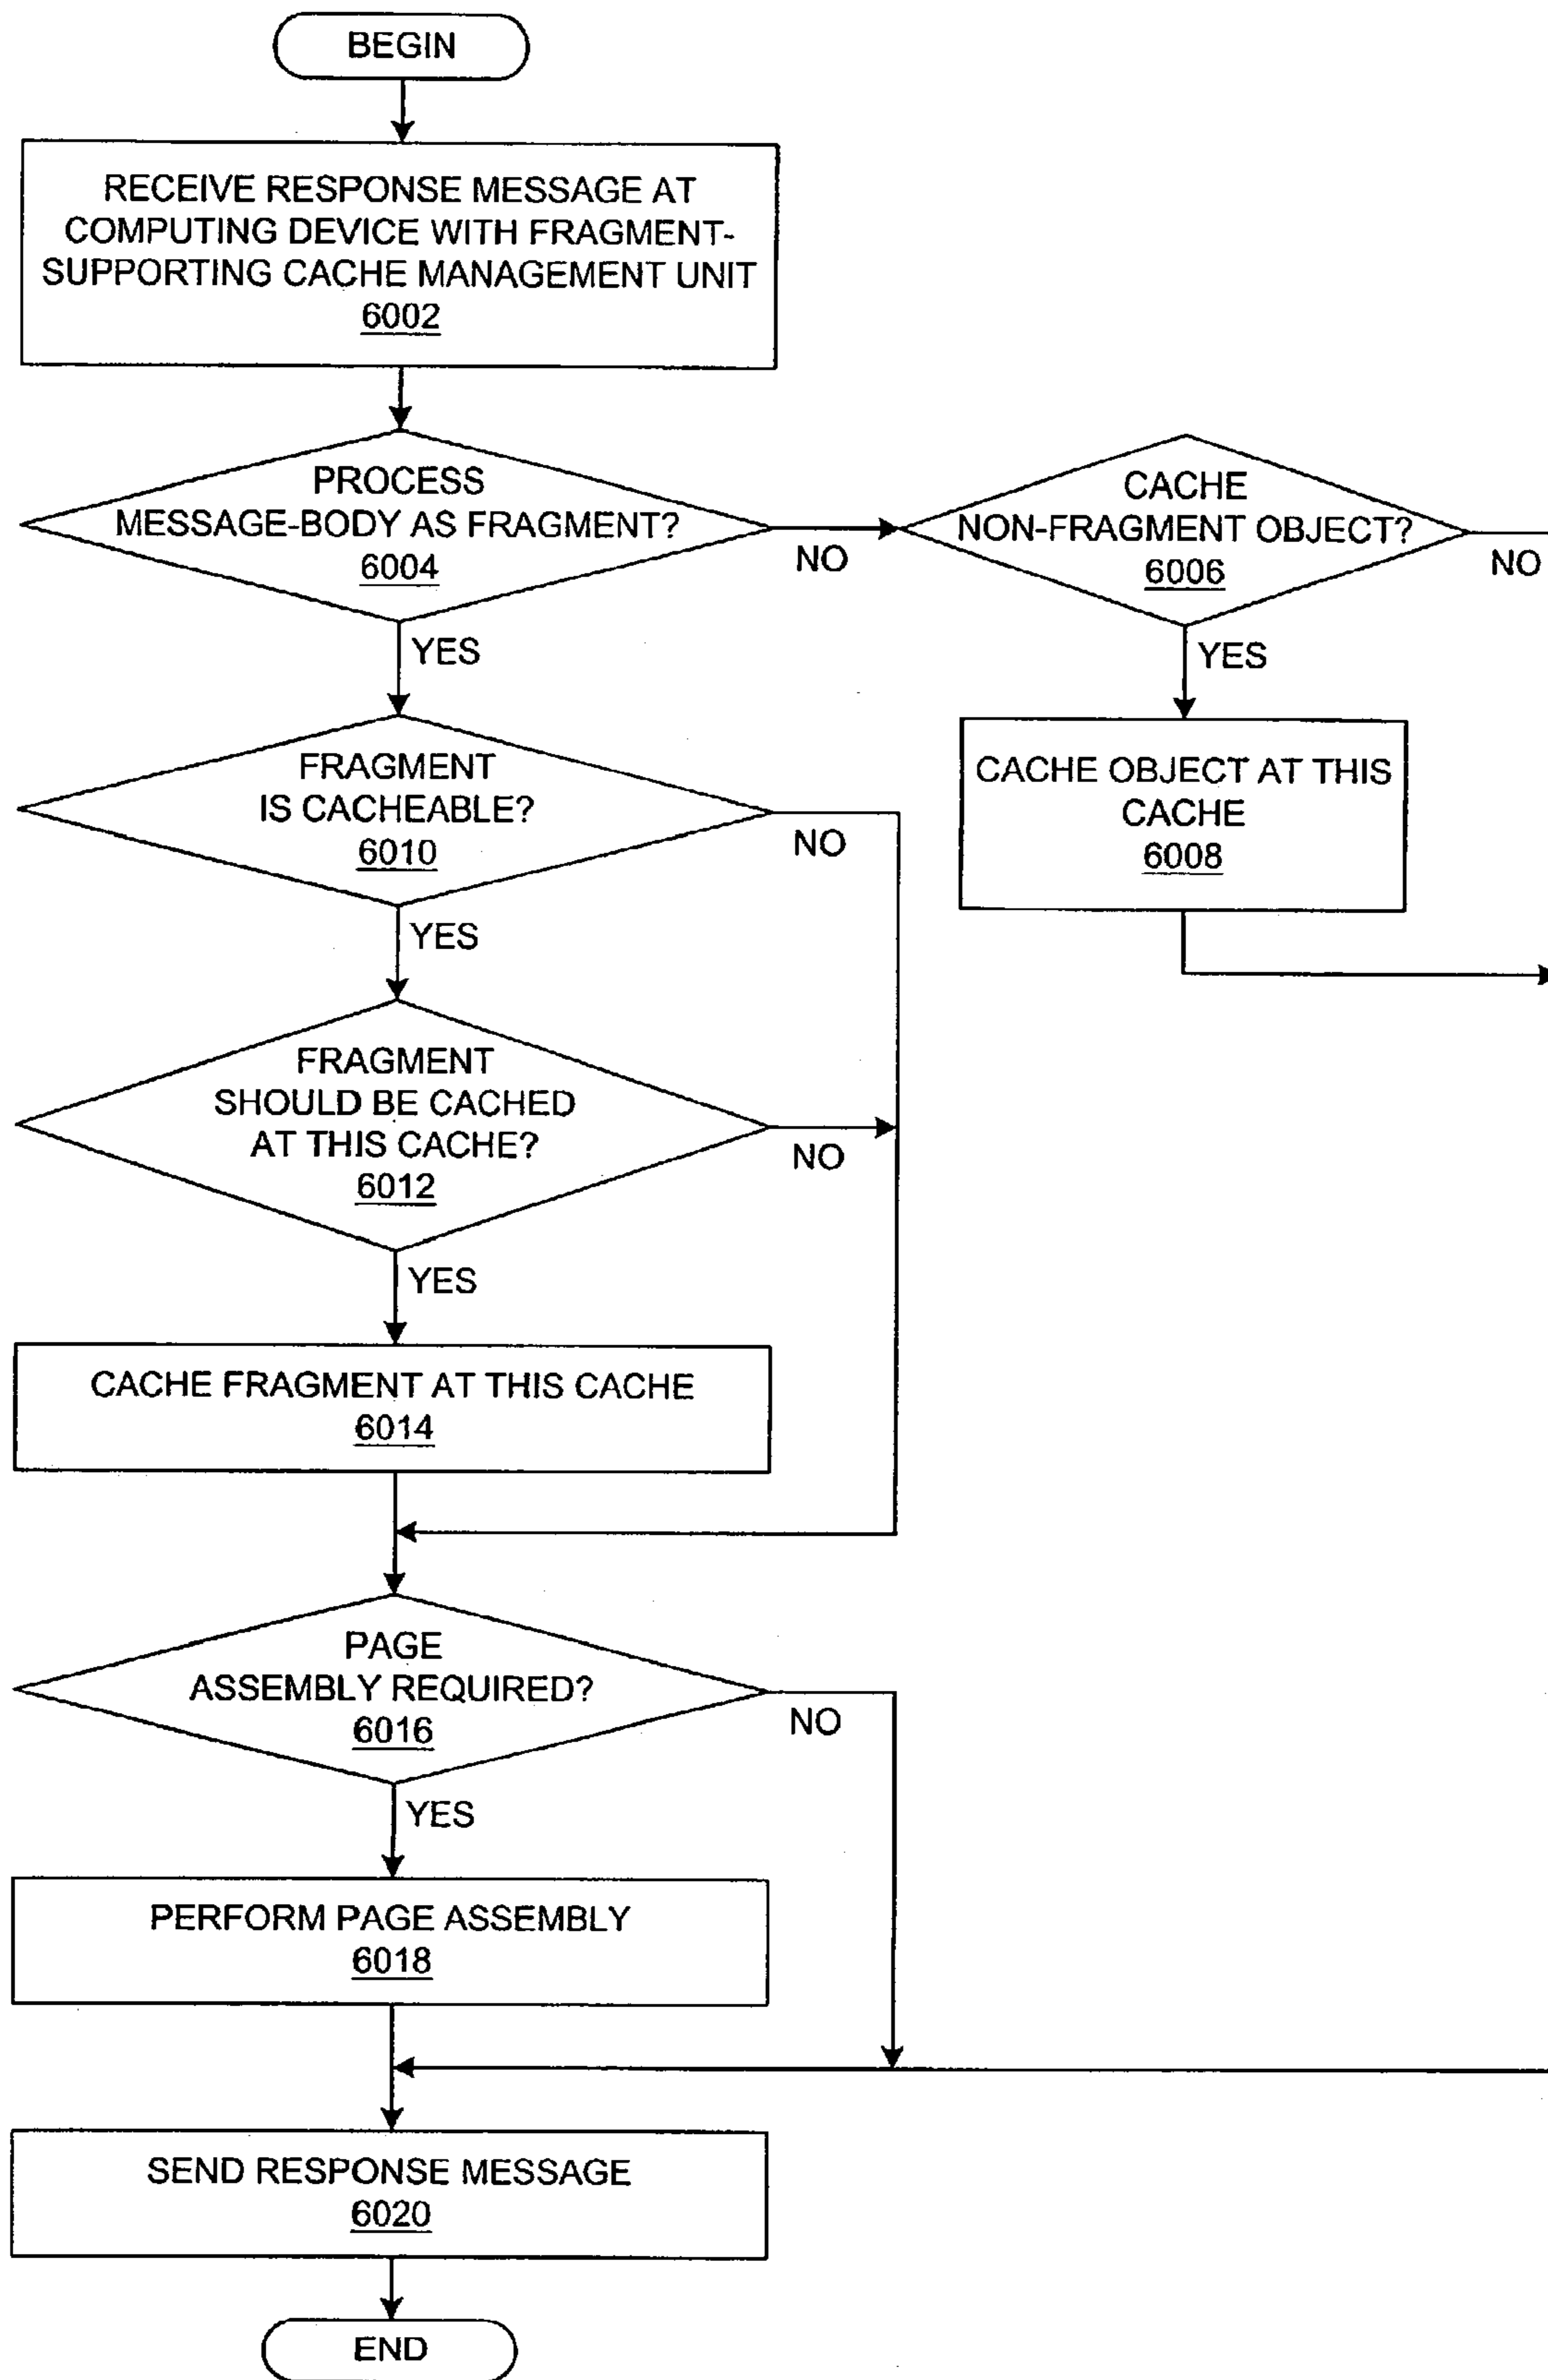 BEGIN
RECEIVE RESPONSE MESSAGE AT
COMPUTING DEVICE WITH FRAGMENT-
SUPPORTING CACHE MANAGEMENT UNIT
6002
PROCESS
MESSAGE-BODY AS FRAGMENT?
6004
NO
YES
CACHE
NON-FRAGMENT OBJECT?
6006
NO
YES
CACHE OBJECT AT THIS
CACHE
6008
FRAGMENT
IS CACHEABLE?
6010
NO
YES
FRAGMENT
SHOULD BE CACHED
AT THIS CACHE?
6012
NO
YES
CACHE FRAGMENT AT THIS CACHE
6014
PAGE
ASSEMBLY REQUIRED?
6016
NO
YES
PERFORM PAGE ASSEMBLY
6018
SEND RESPONSE MESSAGE
6020
END